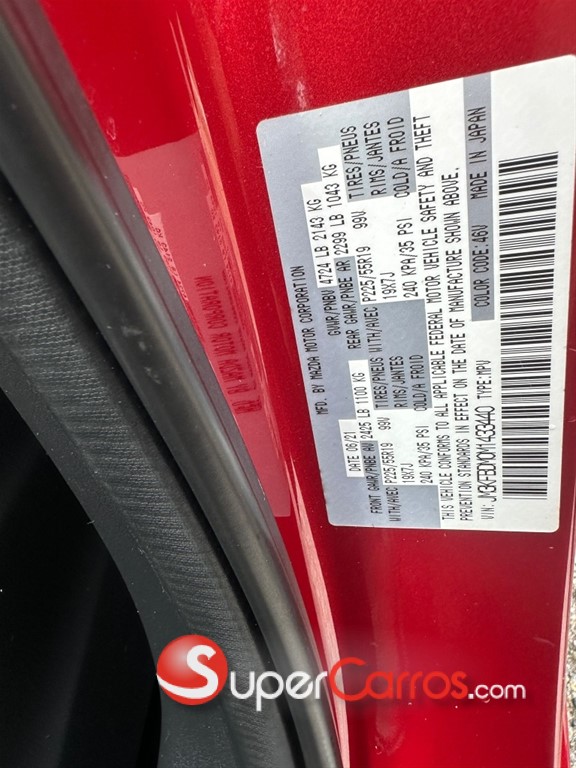 MFD. BY MAZDA MOTOR CORPORATION
DATE 06/21 GVWR/PNBV 4724 LB 2143 KG
FRONT GAWR/PNBE AV 2425 LB 1100 KG REAR GAWR/PNBE AR 2299 LB 1043 KG
WITH/AVEC P225/55R19 99V TIRES/PNEUS WITH/AVEC P225/55R19 99V TIRES/PNEUS
19X7J RIMS/JANTES 19X7J RIMS/JANTES
240 KPA/35 PSI COLD/A FROID 240 KPA/35 PSI COLD/A FROID
THIS VEHICLE CONFORMS TO ALL APPLICABLE FEDERAL MOTOR VEHICLE SAFETY AND THEFT
PREVENTION STANDARDS IN EFFECT ON THE DATE OF MANUFACTURE SHOWN ABOVE.
VIN: TYPE:MPV COLOR CODE: 46V MADE IN JAPAN
SuperCarros.com